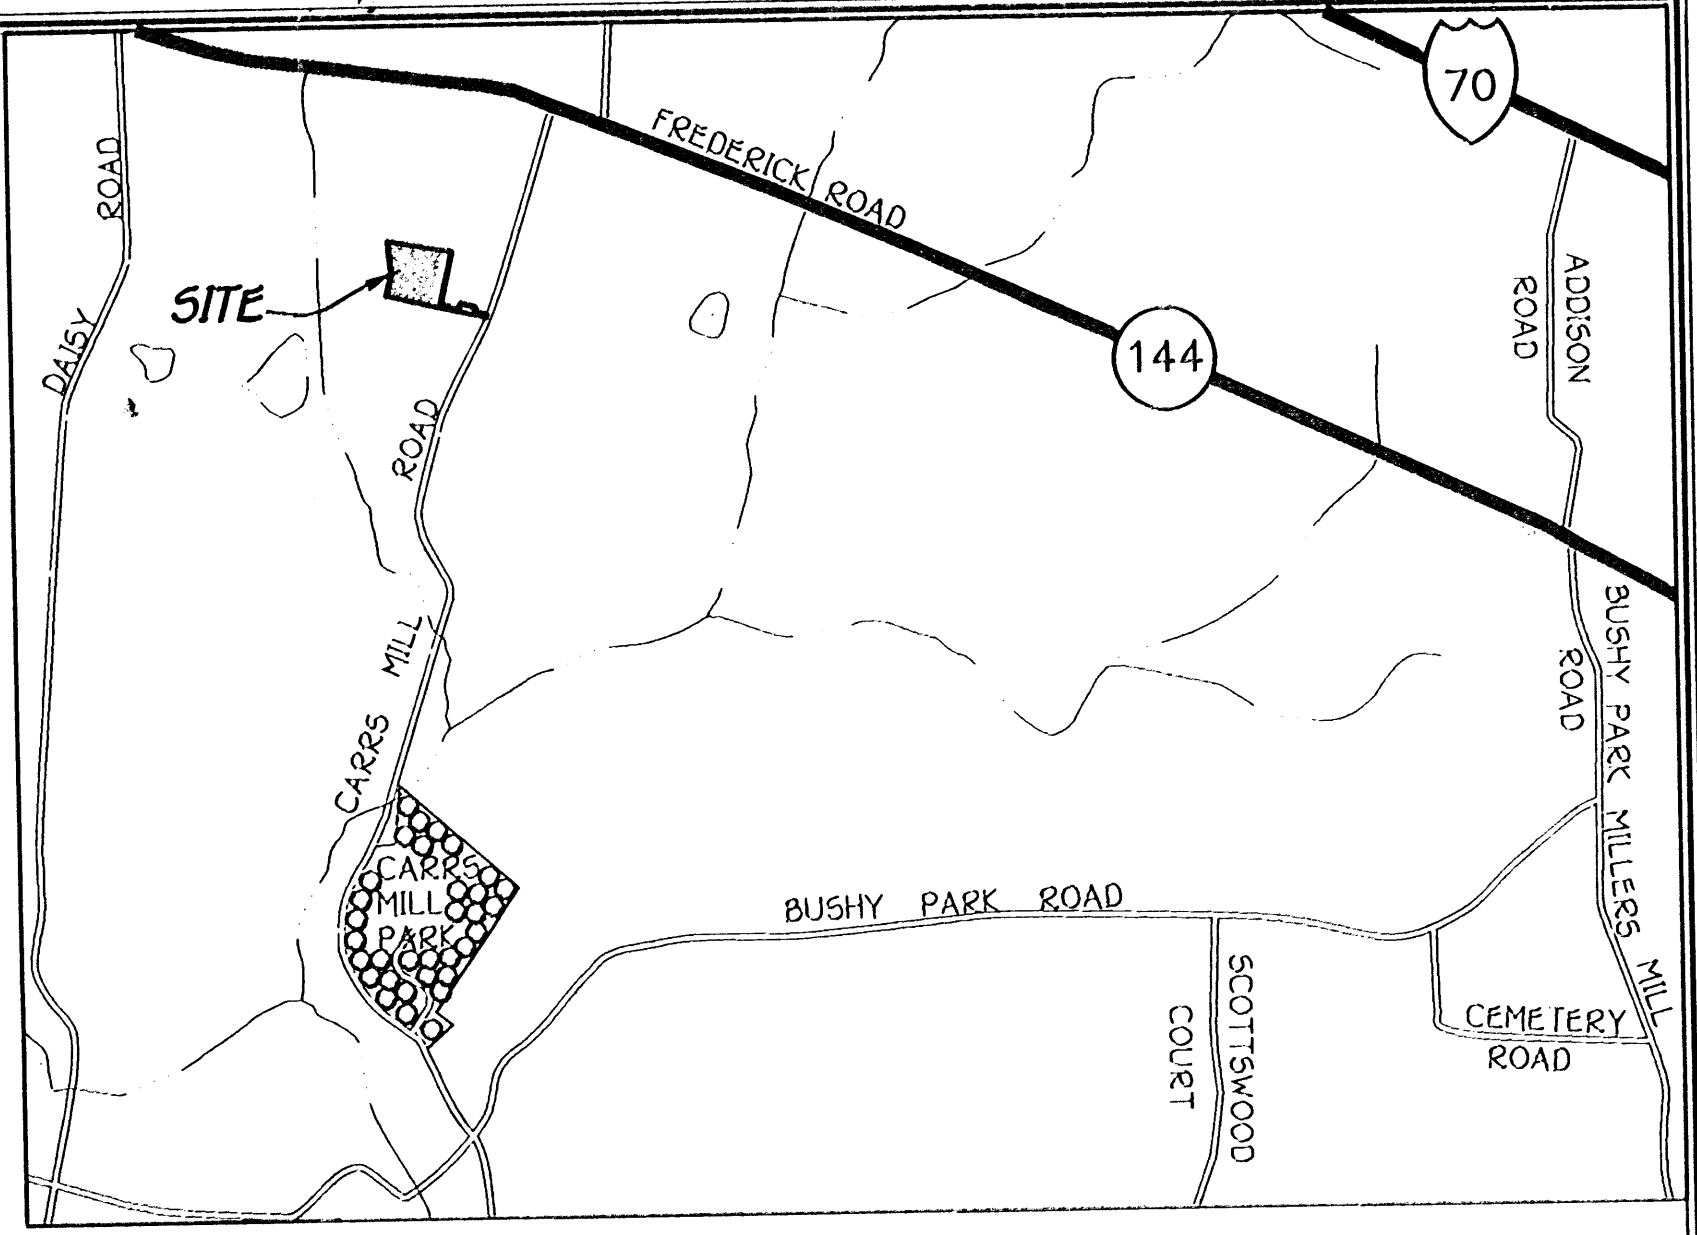 70
FREDERICK ROAD
DAISY ROAD
SITE
144
ADDISON
ROAD
CARRS MILL ROAD
BUSHY PARK MILLERS MILL
ROAD
CARRS
MILL
PARK
BUSHY PARK ROAD
SCOTTSWOOD
COURT
CEMETERY
ROAD